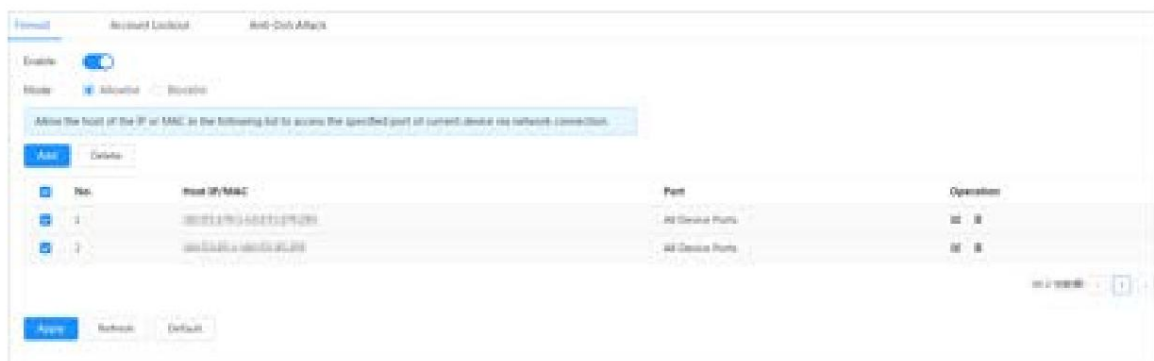 Firewall Account Lockout Anti-DoS Attack
Enable
Mode Allowlist Blocklist
Allow the host of the IP or MAC in the following list to access the specified port of current device via network connection.
Add Delete
No. Host IP/MAC Port Operation
1 All Device Ports
2 All Device Ports
1
Apply Refresh Default